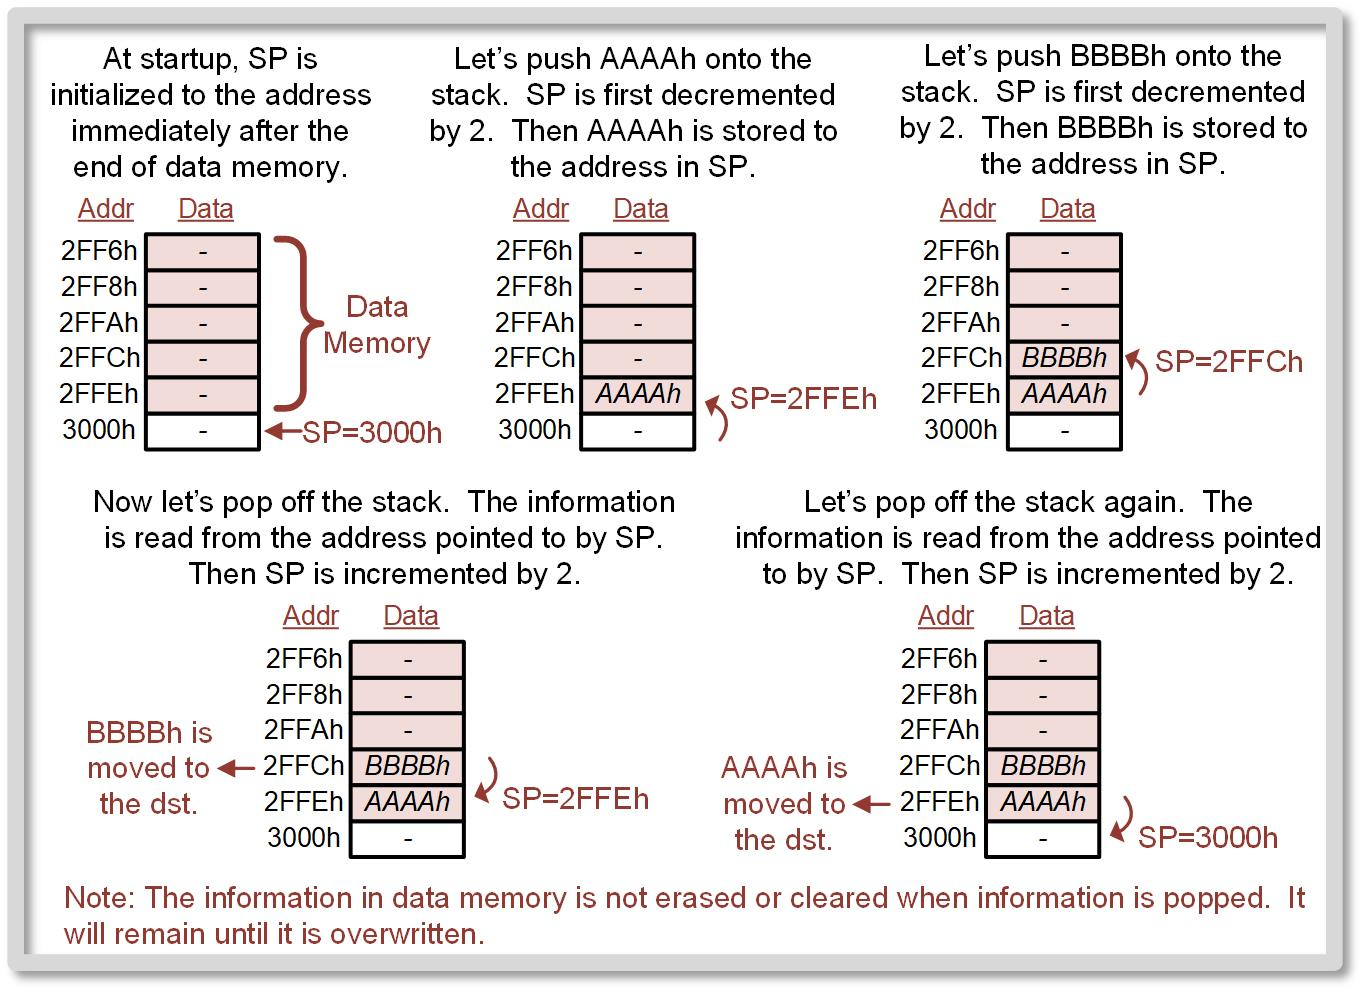 At startup, SP is
initialized to the address
immediately after the
end of data memory.
Addr Data
2FF6h -
2FF8h -
2FFAh -
2FFCh -
2FFEh -
3000h -
Data
Memory
SP=3000h
Let's push AAAAh onto the
stack.  SP is first decremented
by 2.  Then AAAAh is stored to
the address in SP.
Addr Data
2FF6h -
2FF8h -
2FFAh -
2FFCh -
2FFEh AAAAh
3000h -
SP=2FFEh
Let's push BBBBh onto the
stack.  SP is first decremented
by 2.  Then BBBBh is stored to
the address in SP.
Addr Data
2FF6h -
2FF8h -
2FFAh -
2FFCh BBBBh
2FFEh AAAAh
3000h -
SP=2FFCh
Now let's pop off the stack.  The information
is read from the address pointed to by SP.
Then SP is incremented by 2.
Addr Data
2FF6h -
2FF8h -
2FFAh -
2FFCh BBBBh
2FFEh AAAAh
3000h -
BBBBh is
moved to
the dst.
SP=2FFEh
Let's pop off the stack again.  The
information is read from the address pointed
to by SP.  Then SP is incremented by 2.
Addr Data
2FF6h -
2FF8h -
2FFAh -
2FFCh BBBBh
2FFEh AAAAh
3000h -
AAAAh is
moved to
the dst.
SP=3000h
Note: The information in data memory is not erased or cleared when information is popped.  It
will remain until it is overwritten.